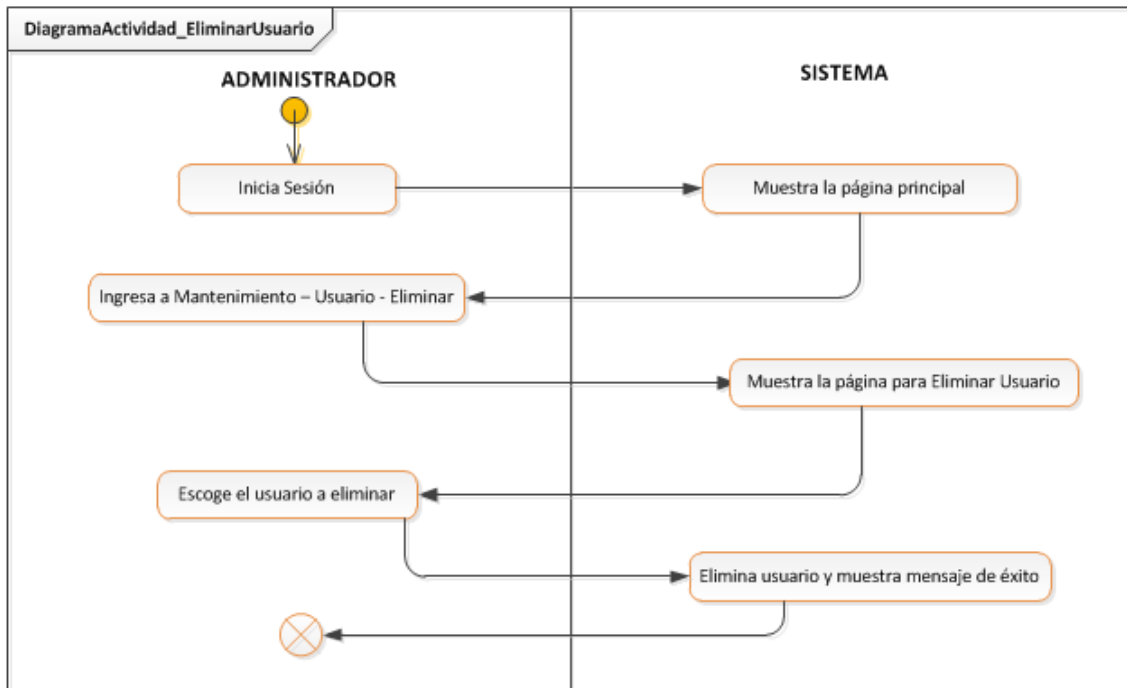 DiagramaActividad_EliminarUsuario
ADMINISTRADOR
SISTEMA
Inicia Sesión
Muestra la página principal
Ingresa a Mantenimiento – Usuario - Eliminar
Muestra la página para Eliminar Usuario
Escoge el usuario a eliminar
Elimina usuario y muestra mensaje de éxito